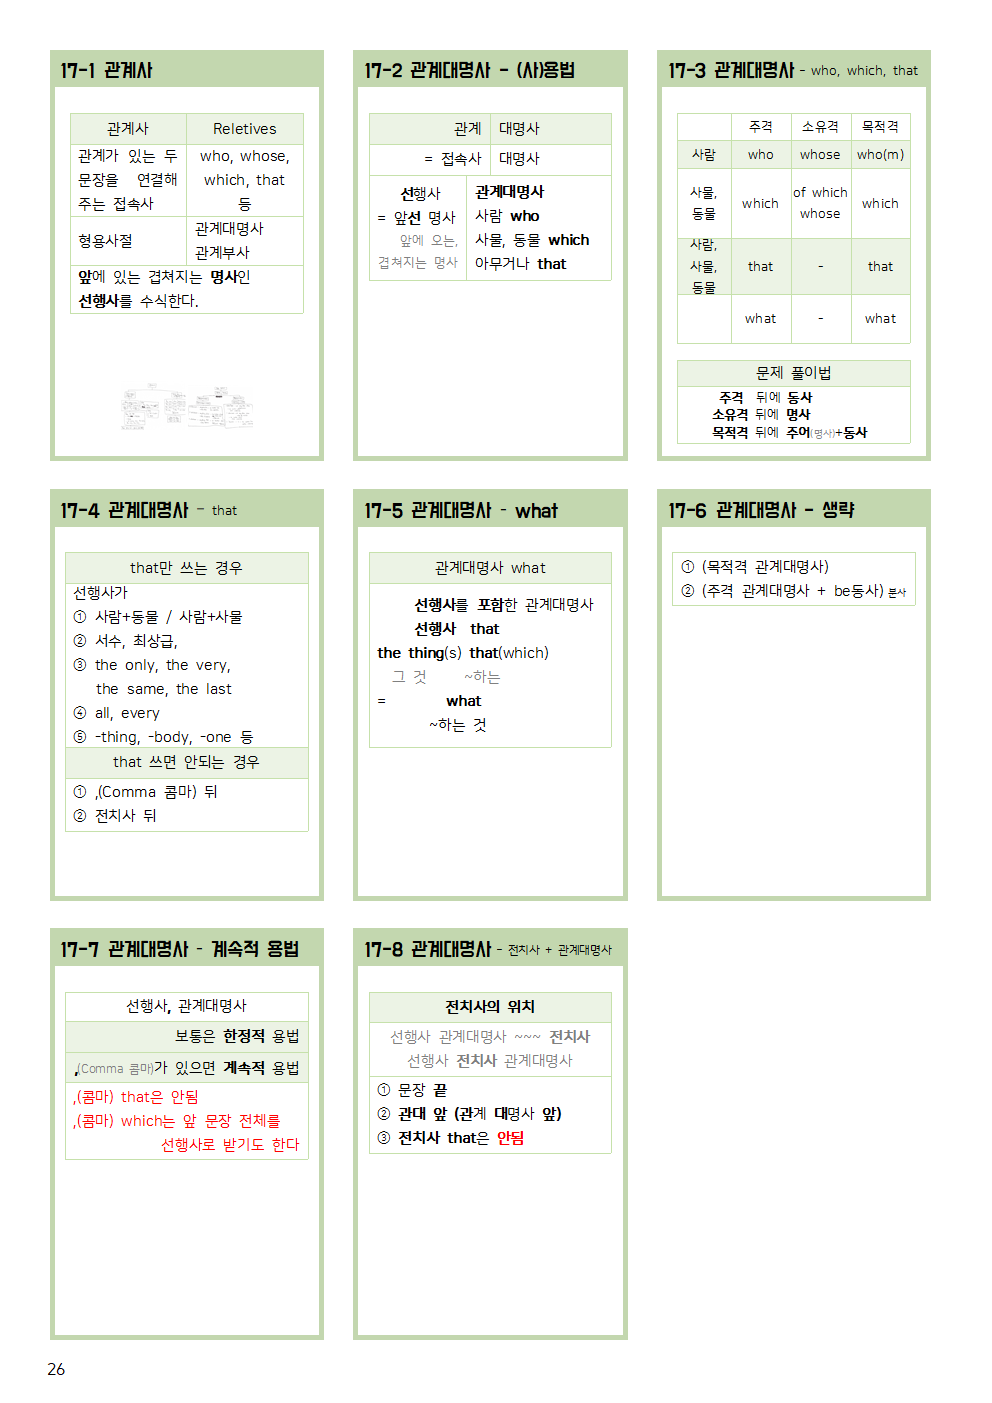 17-1 관계사
관계사 Reletives
관계가 있는 두 who, whose,
문장을 연결해 which, that
주는 접속사 등
형용사절 관계대명사
관계부사
앞에 있는 겹쳐지는 명사인
선행사를 수식한다.
17-2 관계대명사 - (사)용법
관계 대명사
= 접속사 대명사
선행사 관계대명사
= 앞선 명사 사람 who
앞에 오는, 사물, 동물 which
겹쳐지는 명사 아무거나 that
17-3 관계대명사 - who, which, that
주격 소유격 목적격
사람 who whose who(m)
사물, 동물 which of which whose which
사람, 사물, 동물 that - that
what - what
문제 풀이법
주격 뒤에 동사
소유격 뒤에 명사
목적격 뒤에 주어(명사)+동사
17-4 관계대명사 - that
that만 쓰는 경우
선행사가
① 사람+동물 / 사람+사물
② 서수, 최상급,
③ the only, the very,
the same, the last
④ all, every
⑤ -thing, -body, -one 등
that 쓰면 안되는 경우
① ,(Comma 콤마) 뒤
② 전치사 뒤
17-5 관계대명사 - what
관계대명사 what
선행사를 포함한 관계대명사
선행사 that
the thing(s) that(which)
그 것 ~하는
= what
~하는 것
17-6 관계대명사 - 생략
① (목적격 관계대명사)
② (주격 관계대명사 + be동사) 분사
17-7 관계대명사 - 계속적 용법
선행사, 관계대명사
보통은 한정적 용법
,(Comma 콤마)가 있으면 계속적 용법
,(콤마) that은 안됨
,(콤마) which는 앞 문장 전체를
선행사로 받기도 한다
17-8 관계대명사 - 전치사 + 관계대명사
전치사의 위치
선행사 관계대명사 ~~~ 전치사
선행사 전치사 관계대명사
① 문장 끝
② 관대 앞 (관계 대명사 앞)
③ 전치사 that은 안됨
26